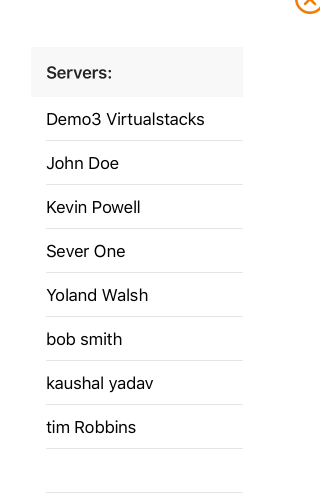 Servers:
Demo3 Virtualstacks
John Doe
Kevin Powell
Sever One
Yoland Walsh
bob smith
kaushal yadav
tim Robbins